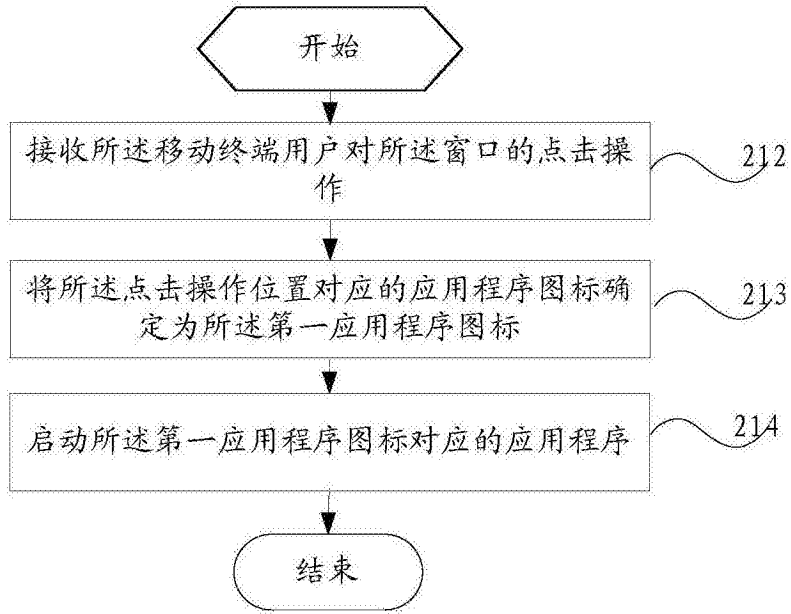 开始
接收所述移动终端用户对所述窗口的点击操
作
212
将所述点击操作位置对应的应用程序图标确
定为所述第一应用程序图标
213
启动所述第一应用程序图标对应的应用程序
214
结束